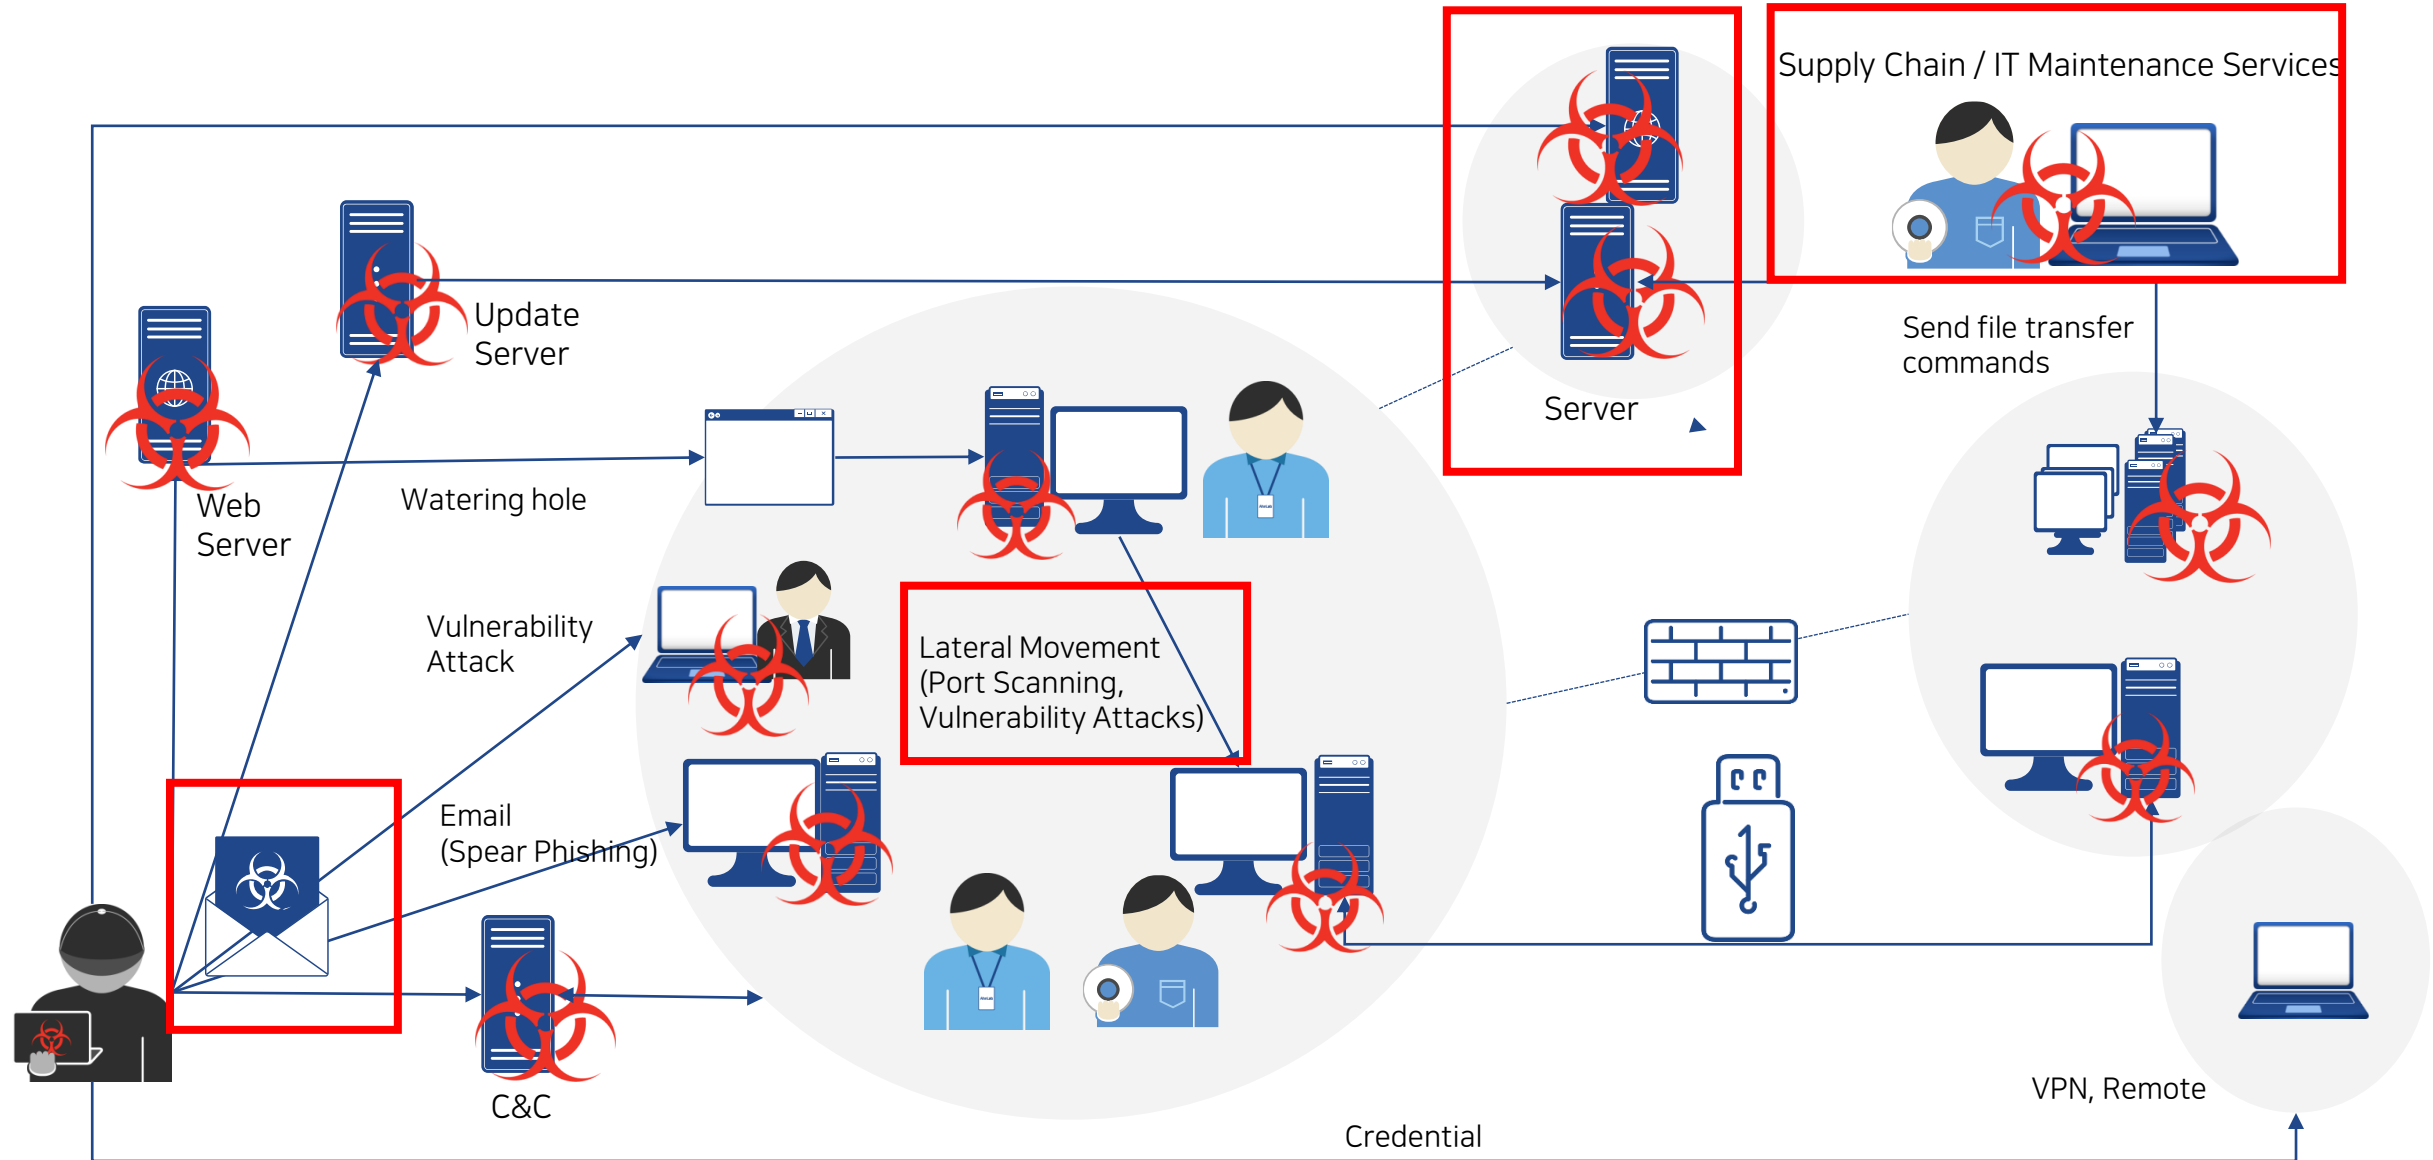 Supply Chain / IT Maintenance Services
Update
Server
Send file transfer
commands
Server
Watering hole
Web
Server
Vulnerability
Attack
Lateral Movement
(Port Scanning,
Vulnerability Attacks)
Email
(Spear Phishing)
C&C
VPN, Remote
Credential